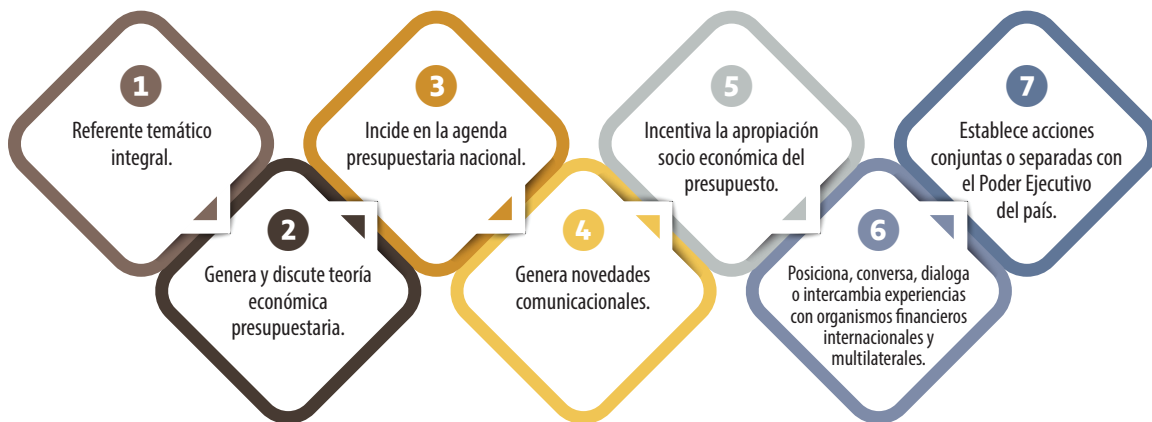 1
Referente temático
integral.
2
Genera y discute teoría
económica
presupuestaria.
3
Incide en la agenda
presupuestaria nacional.
4
Genera novedades
comunicacionales.
5
Incentiva la apropiación
socio económica del
presupuesto.
6
Posiciona, conversa, dialoga
o intercambia experiencias
con organismos financieros
internacionales y
multilaterales.
7
Establece acciones
conjuntas o separadas con
el Poder Ejecutivo
del país.